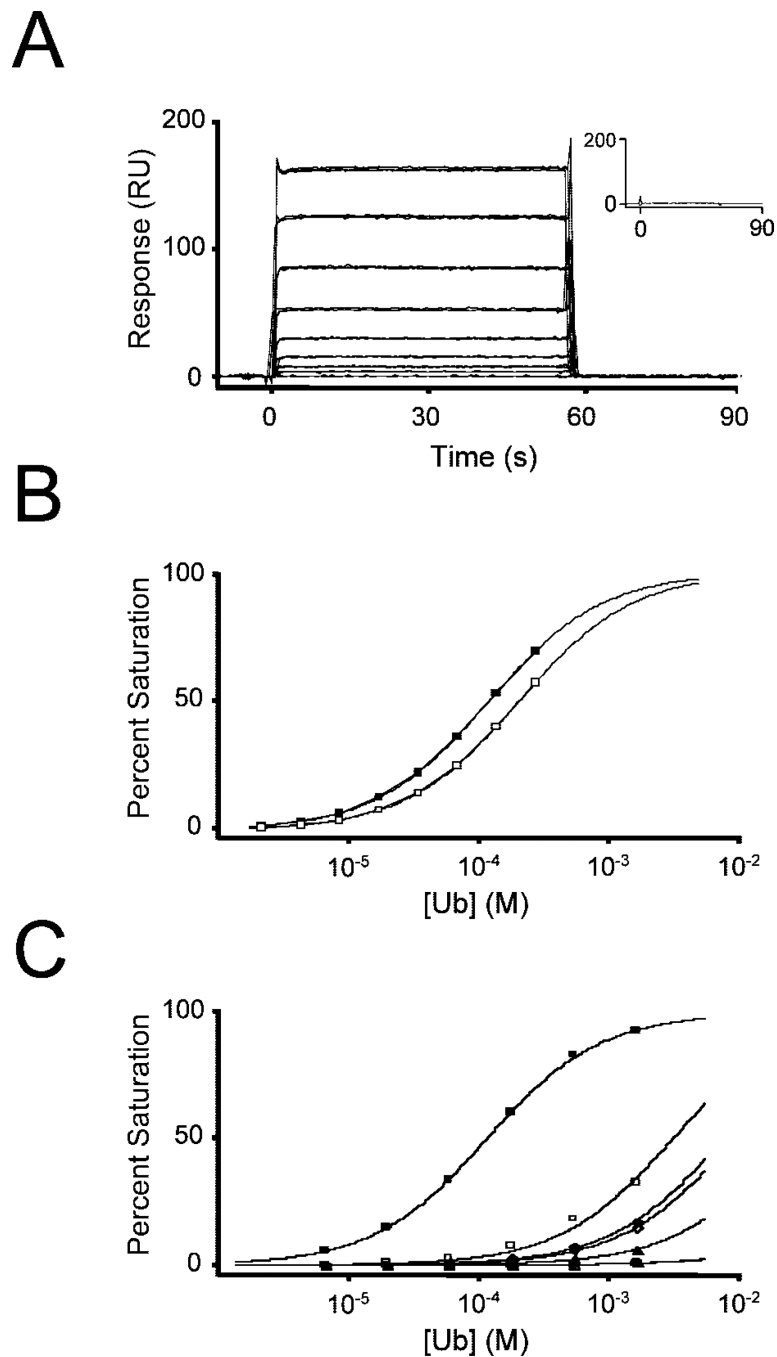 A
Response (RU)
200
100
0
0
30
60
90
Time (s)
200
0
0
90
B
Percent Saturation
100
50
0
10⁻⁵
10⁻⁴
10⁻³
10⁻²
[Ub] (M)
C
Percent Saturation
100
50
0
10⁻⁵
10⁻⁴
10⁻³
10⁻²
[Ub] (M)